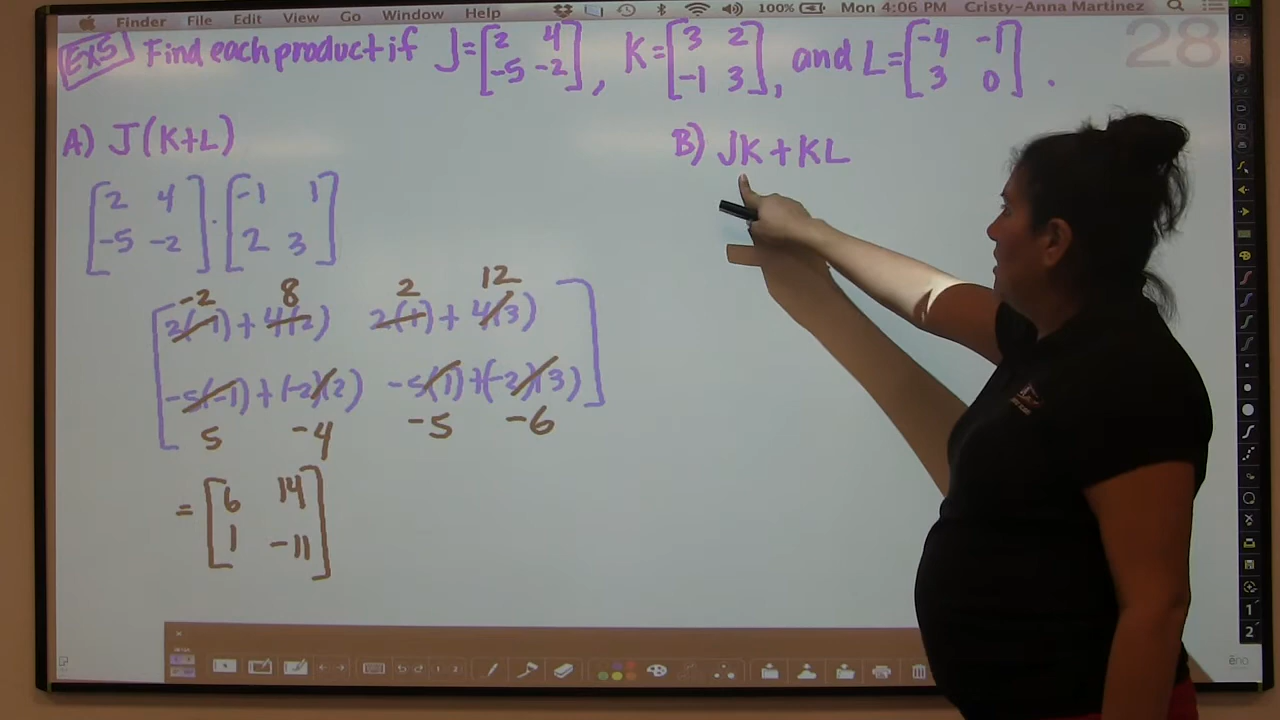 Finder File Edit View Go Window Help 100% Mon 4:06 PM Cristy-Anna Martinez
28
EX5 Find each product if J=[2 4 -5 -2], K=[3 2 -1 3], and L=[-4 -1 3 0].
A) J(K+L)
[2 4 -5 -2]·[-1 1 2 3]
-2 8 2 12
2(-1)+4(2) 2(1)+4(3)
-5(-1)+(-2)(2) -5(1)+(-2)(3)
5 -4 -5 -6
=[6 14
1 -11]
B) JK+KL
1
2